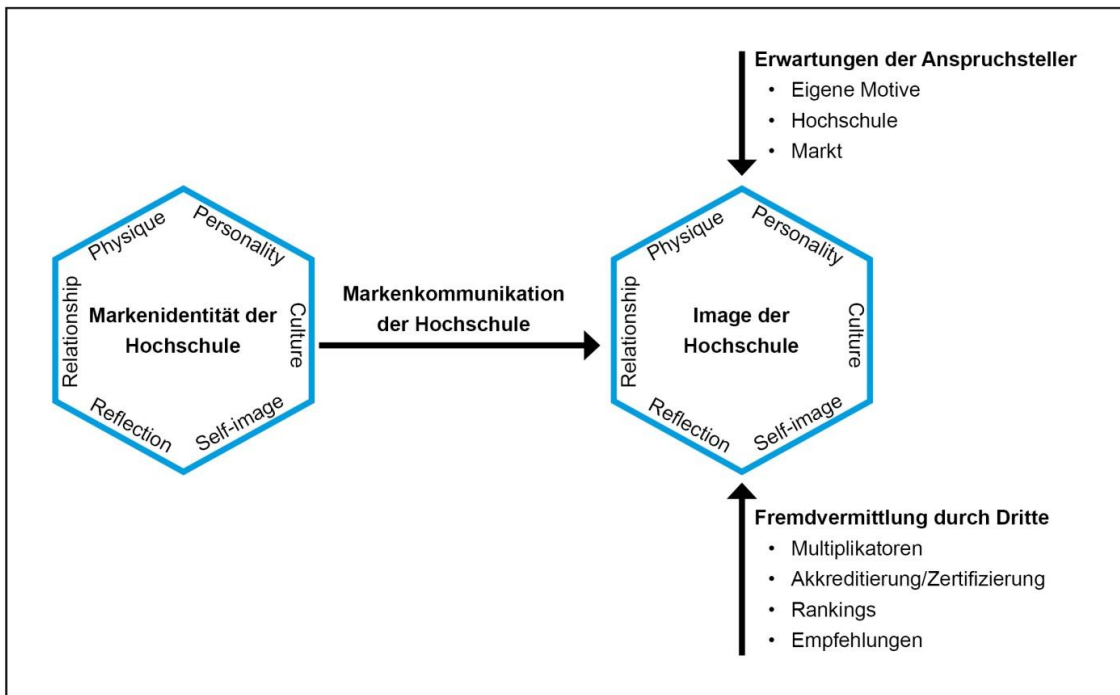 Erwartungen der Anspruchsteller
• Eigene Motive
• Hochschule
• Markt
Physique
Personality
Relationship
Markenidentität der
Hochschule
Culture
Reflection
Self-image
Markenkommunikation
der Hochschule
Physique
Personality
Relationship
Image der
Hochschule
Culture
Reflection
Self-image
Fremdvermittlung durch Dritte
• Multiplikatoren
• Akkreditierung/Zertifizierung
• Rankings
• Empfehlungen